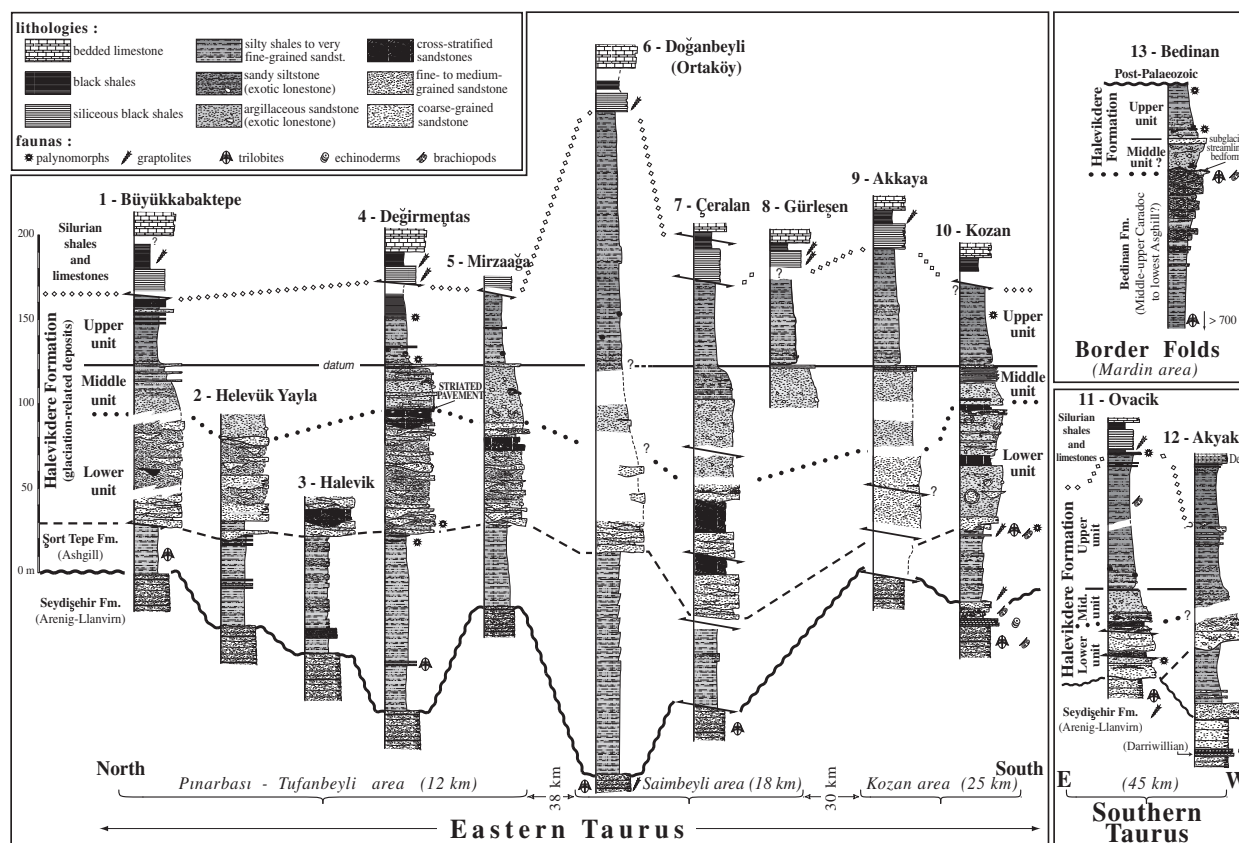 lithologies :
bedded limestone
black shales
siliceous black shales
silty shales to very
fine-grained sandst.
sandy siltstone
(exotic lonestone)
argillaceous sandstone
(exotic lonestone)
cross-stratified
sandstones
fine- to medium-
grained sandstone
coarse-grained
sandstone
faunas :
palynomorphs
graptolites
trilobites
echinoderms
brachiopods
1 - Büyükkabaktepe
2 - Helevük Yayla
3 - Halevik
4 - Değirmentas
5 - Mirzaağa
6 - Doğanbeyli
(Ortaköy)
7 - Çeralan
8 - Gürleşen
9 - Akkaya
10 - Kozan
200
150
100
50
0 m
Silurian
shales
and
limestones
Halevikdere Formation
(glaciation-related deposits)
Upper
unit
Middle
unit
Lower
unit
Şort Tepe Fm.
(Ashgill)
Seydişehir Fm.
(Arenig-Llanvirn)
datum
STRIATED
PAVEMENT
?
?
?
?
?
?
?
?
Upper
unit
Middle
unit
Lower
unit
North
South
Pınarbası - Tufanbeyli area (12 km)
38 km
Saimbeyli area (18 km)
30 km
Kozan area (25 km)
Eastern Taurus
13 - Bedinan
Post-Palaeozoic
Halevikdere
Formation
Upper
unit
Middle
unit ?
subglaci
streamlin
bedform
Bedinan Fm.
(Middle-upper Caradoc
to lowest Asghill?)
> 700
Border Folds
(Mardin area)
11 - Ovacik
12 - Akyak
Silurian
shales
and
limestones
De
Halevikdere Formation
Upper
unit
Mid.
unit
Lower
unit
?
?
Seydişehir Fm.
(Arenig-Llanvirn)
(Darriwillian)
E
W
(45 km)
Southern
Taurus